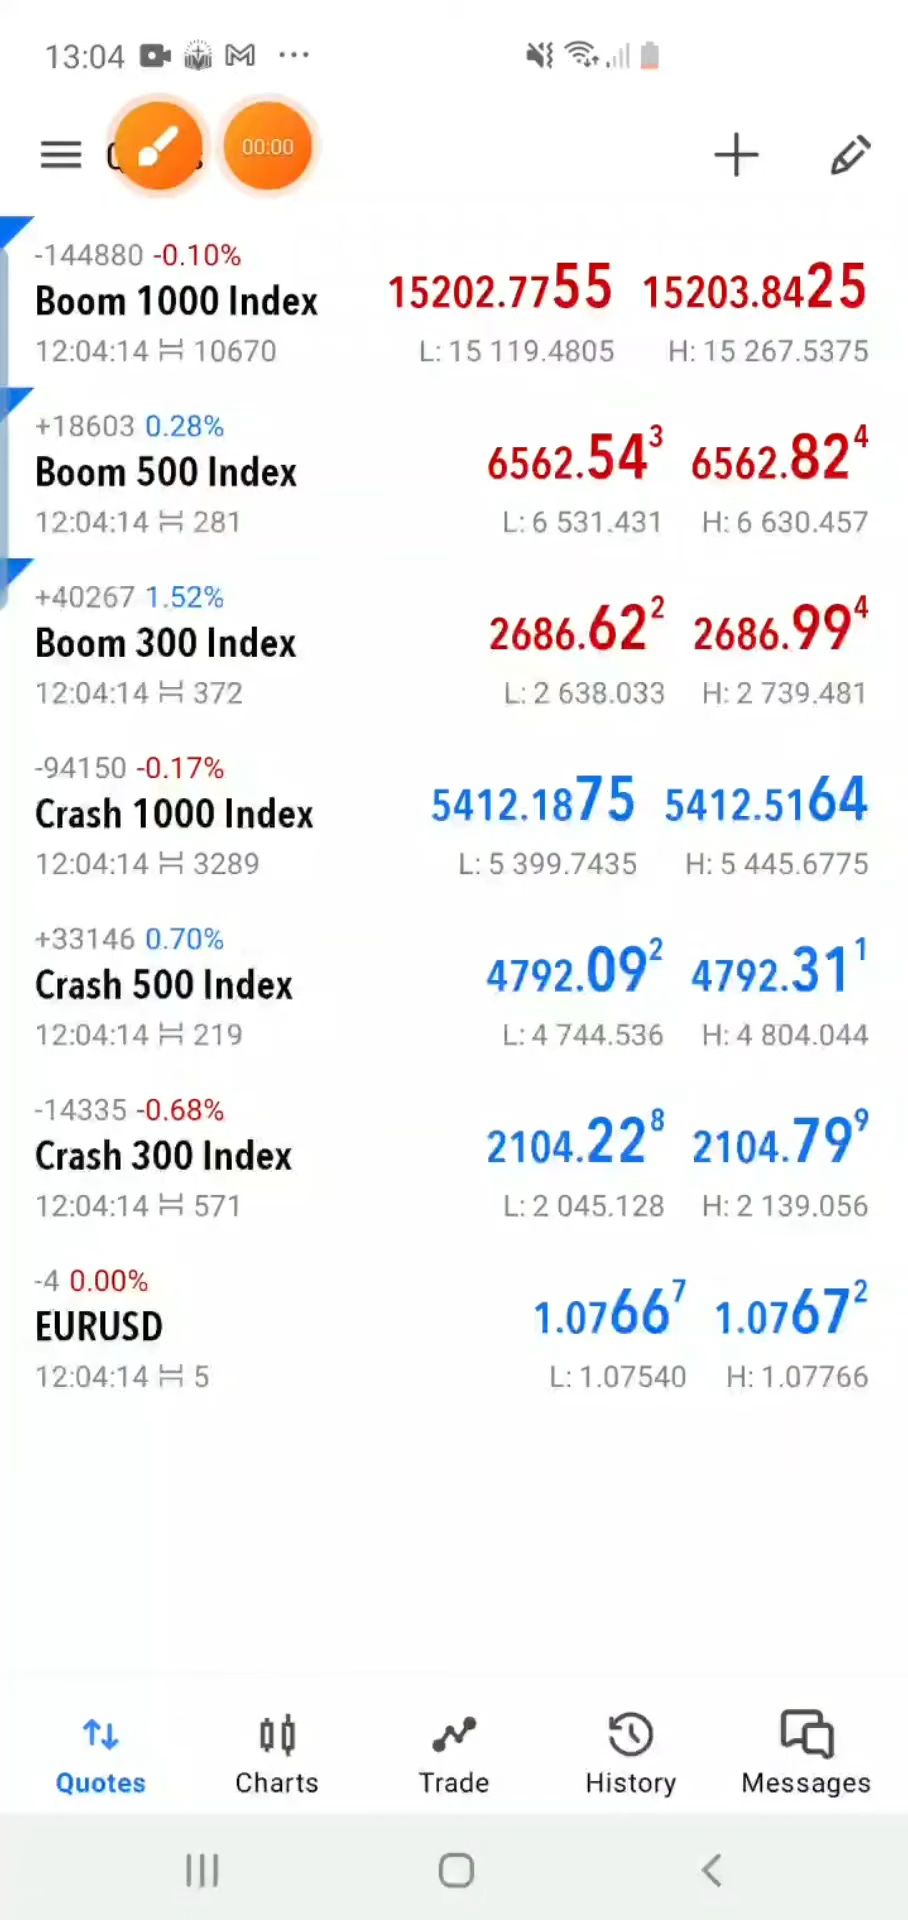 13:04
00:00
-144880 -0.10%
Boom 1000 Index 15202.7755 15203.8425
12:04:14 10670 L: 15 119.4805 H: 15 267.5375
+18603 0.28%
Boom 500 Index 6562.543 6562.824
12:04:14 281 L: 6 531.431 H: 6 630.457
+40267 1.52%
Boom 300 Index 2686.622 2686.994
12:04:14 372 L: 2 638.033 H: 2 739.481
-94150 -0.17%
Crash 1000 Index 5412.1875 5412.5164
12:04:14 3289 L: 5 399.7435 H: 5 445.6775
+33146 0.70%
Crash 500 Index 4792.092 4792.311
12:04:14 219 L: 4 744.536 H: 4 804.044
-14335 -0.68%
Crash 300 Index 2104.228 2104.799
12:04:14 571 L: 2 045.128 H: 2 139.056
-4 0.00%
EURUSD 1.07667 1.07672
12:04:14 5 L: 1.07540 H: 1.07766
Quotes Charts Trade History Messages